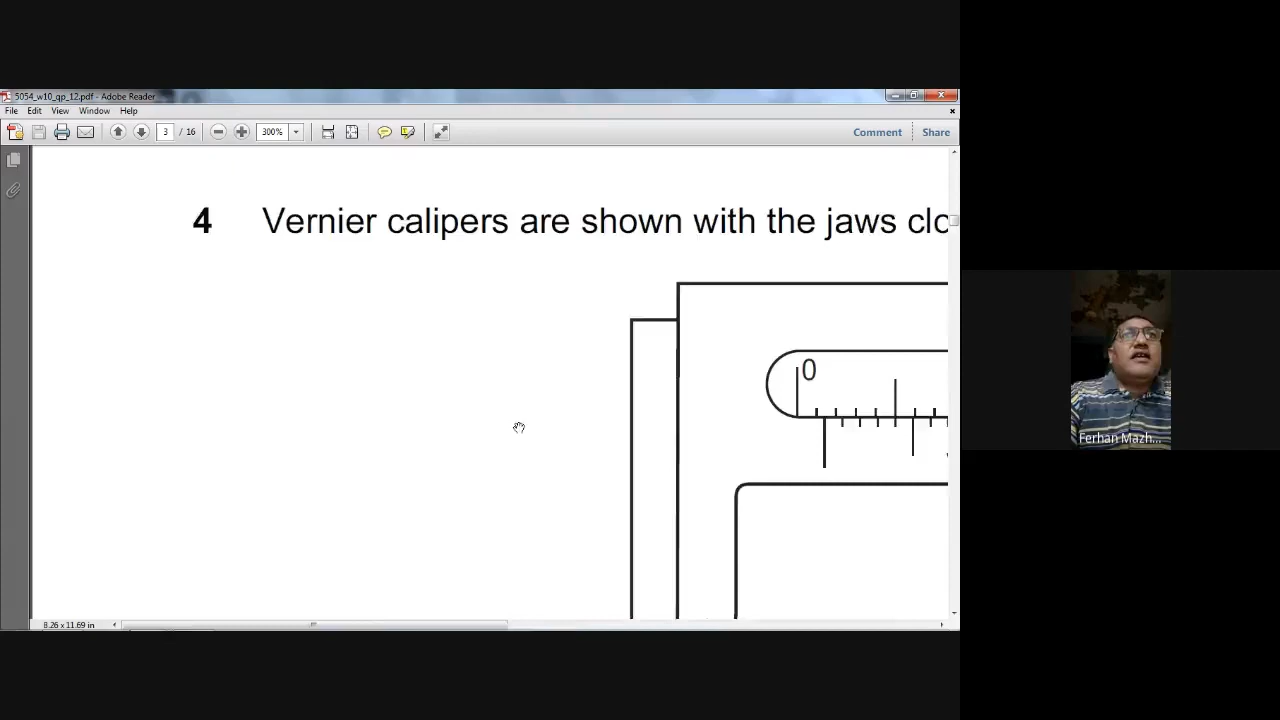 5054_w10_qp_12.pdf - Adobe Reader
File Edit View Window Help
3 / 16 300% Comment Share
4 Vernier calipers are shown with the jaws clo
0
Ferhan Mazh...
8.26 x 11.69 in